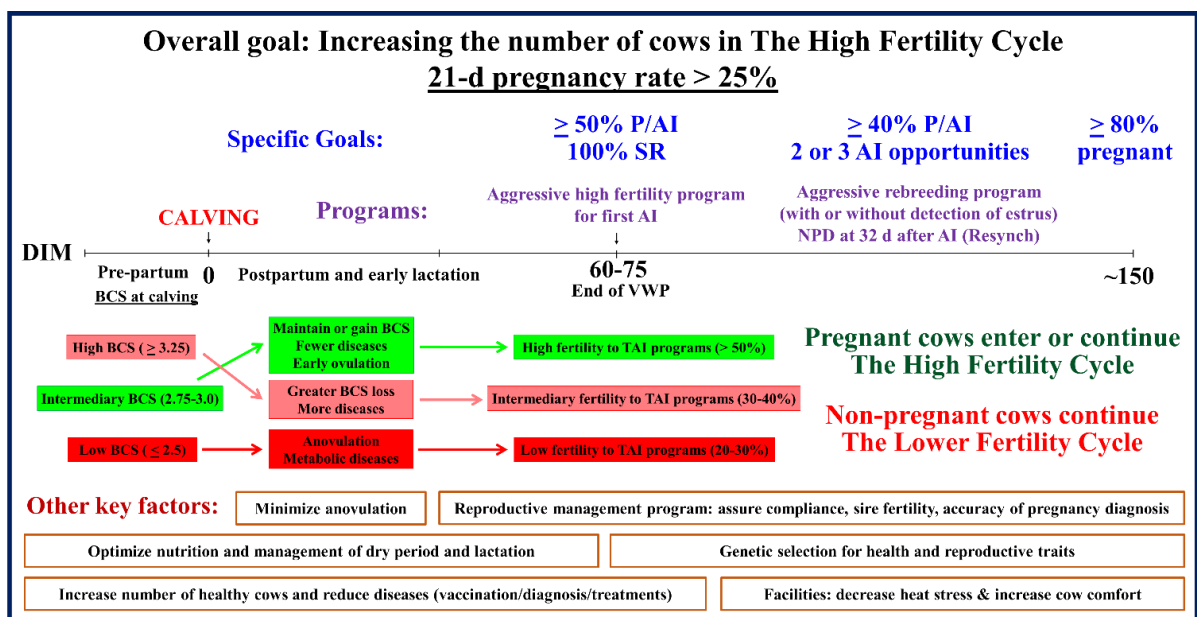 Overall goal: Increasing the number of cows in The High Fertility Cycle
21-d pregnancy rate > 25%
Specific Goals:
≥ 50% P/AI
100% SR
≥ 40% P/AI
2 or 3 AI opportunities
≥ 80%
pregnant
Programs:
Aggressive high fertility program
for first AI
Aggressive rebreeding program
(with or without detection of estrus)
NPD at 32 d after AI (Resynch)
CALVING
DIM
Pre-partum
BCS at calving
0
Postpartum and early lactation
60-75
End of VWP
~150
High BCS ( ≥ 3.25)
Maintain or gain BCS
Fewer diseases
Early ovulation
High fertility to TAI programs (> 50%)
Intermediary BCS (2.75-3.0)
Greater BCS loss
More diseases
Intermediary fertility to TAI programs (30-40%)
Low BCS ( ≤ 2.5)
Anovulation
Metabolic diseases
Low fertility to TAI programs (20-30%)
Pregnant cows enter or continue
The High Fertility Cycle
Non-pregnant cows continue
The Lower Fertility Cycle
Other key factors:
Minimize anovulation
Reproductive management program: assure compliance, sire fertility, accuracy of pregnancy diagnosis
Optimize nutrition and management of dry period and lactation
Genetic selection for health and reproductive traits
Increase number of healthy cows and reduce diseases (vaccination/diagnosis/treatments)
Facilities: decrease heat stress & increase cow comfort